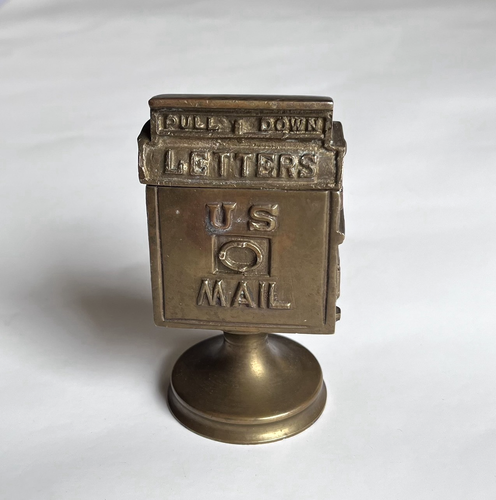 PULL DOWN
LETTERS
U S
MAIL